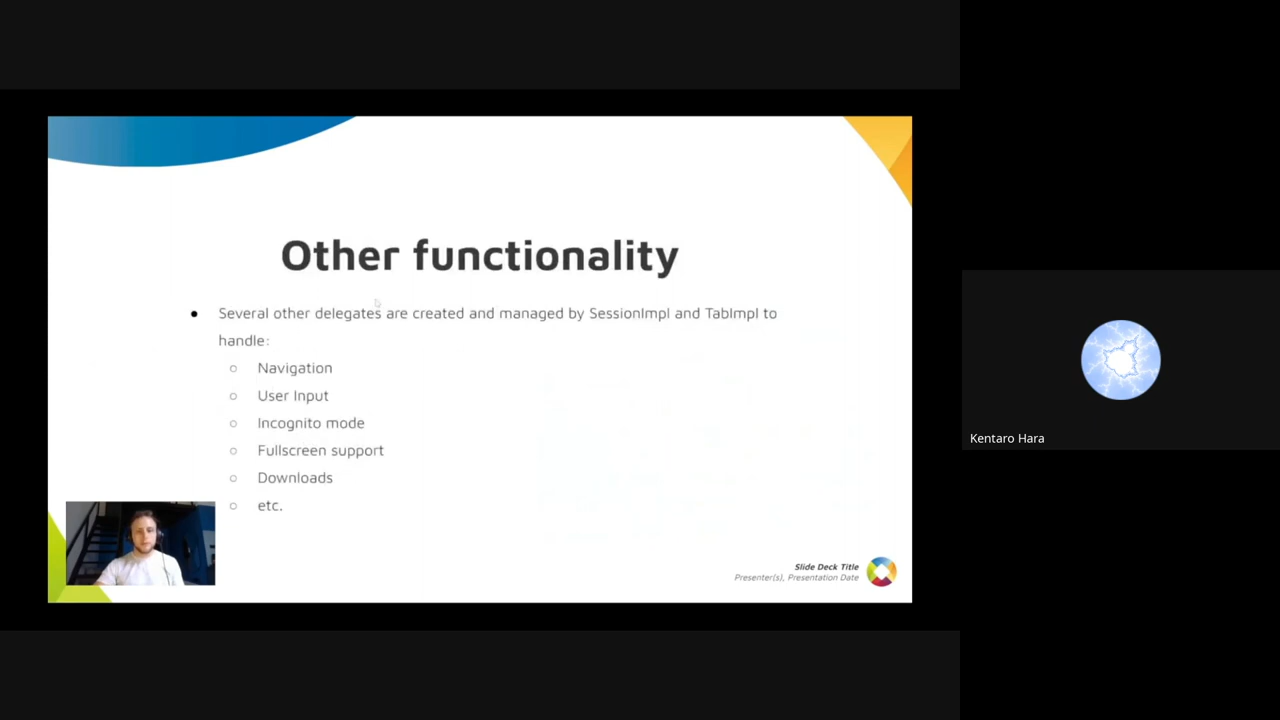 Other functionality
● Several other delegates are created and managed by SessionImpl and TabImpl to
handle:
○ Navigation
○ User Input
○ Incognito mode
○ Fullscreen support
○ Downloads
○ etc.
Slide Deck Title
Presenter(s), Presentation Date
Kentaro Hara